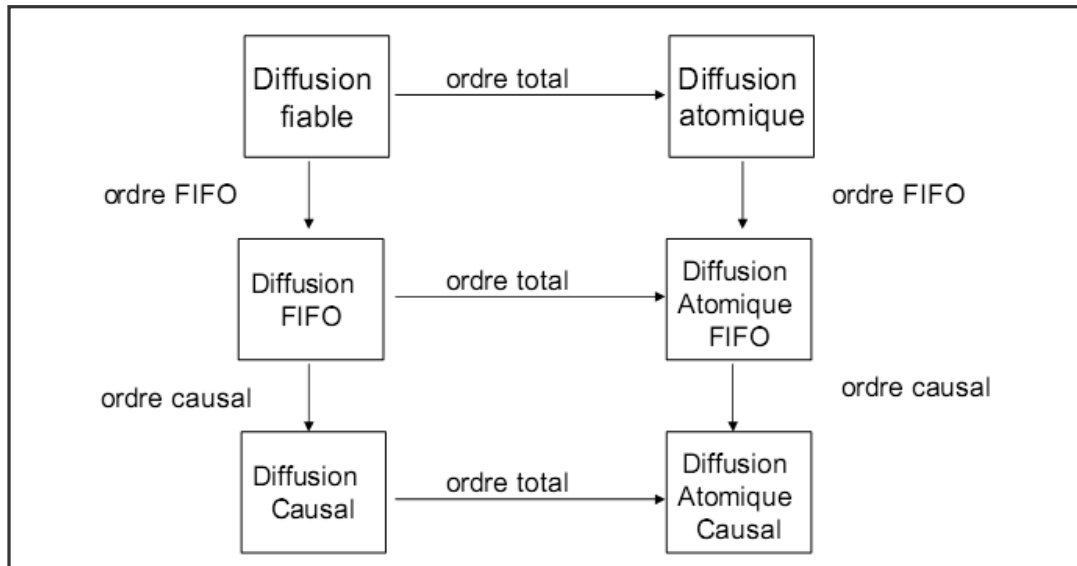 Diffusion
fiable
ordre total
Diffusion
atomique
ordre FIFO
ordre FIFO
Diffusion
FIFO
ordre total
Diffusion
Atomique
FIFO
ordre causal
ordre causal
Diffusion
Causal
ordre total
Diffusion
Atomique
Causal